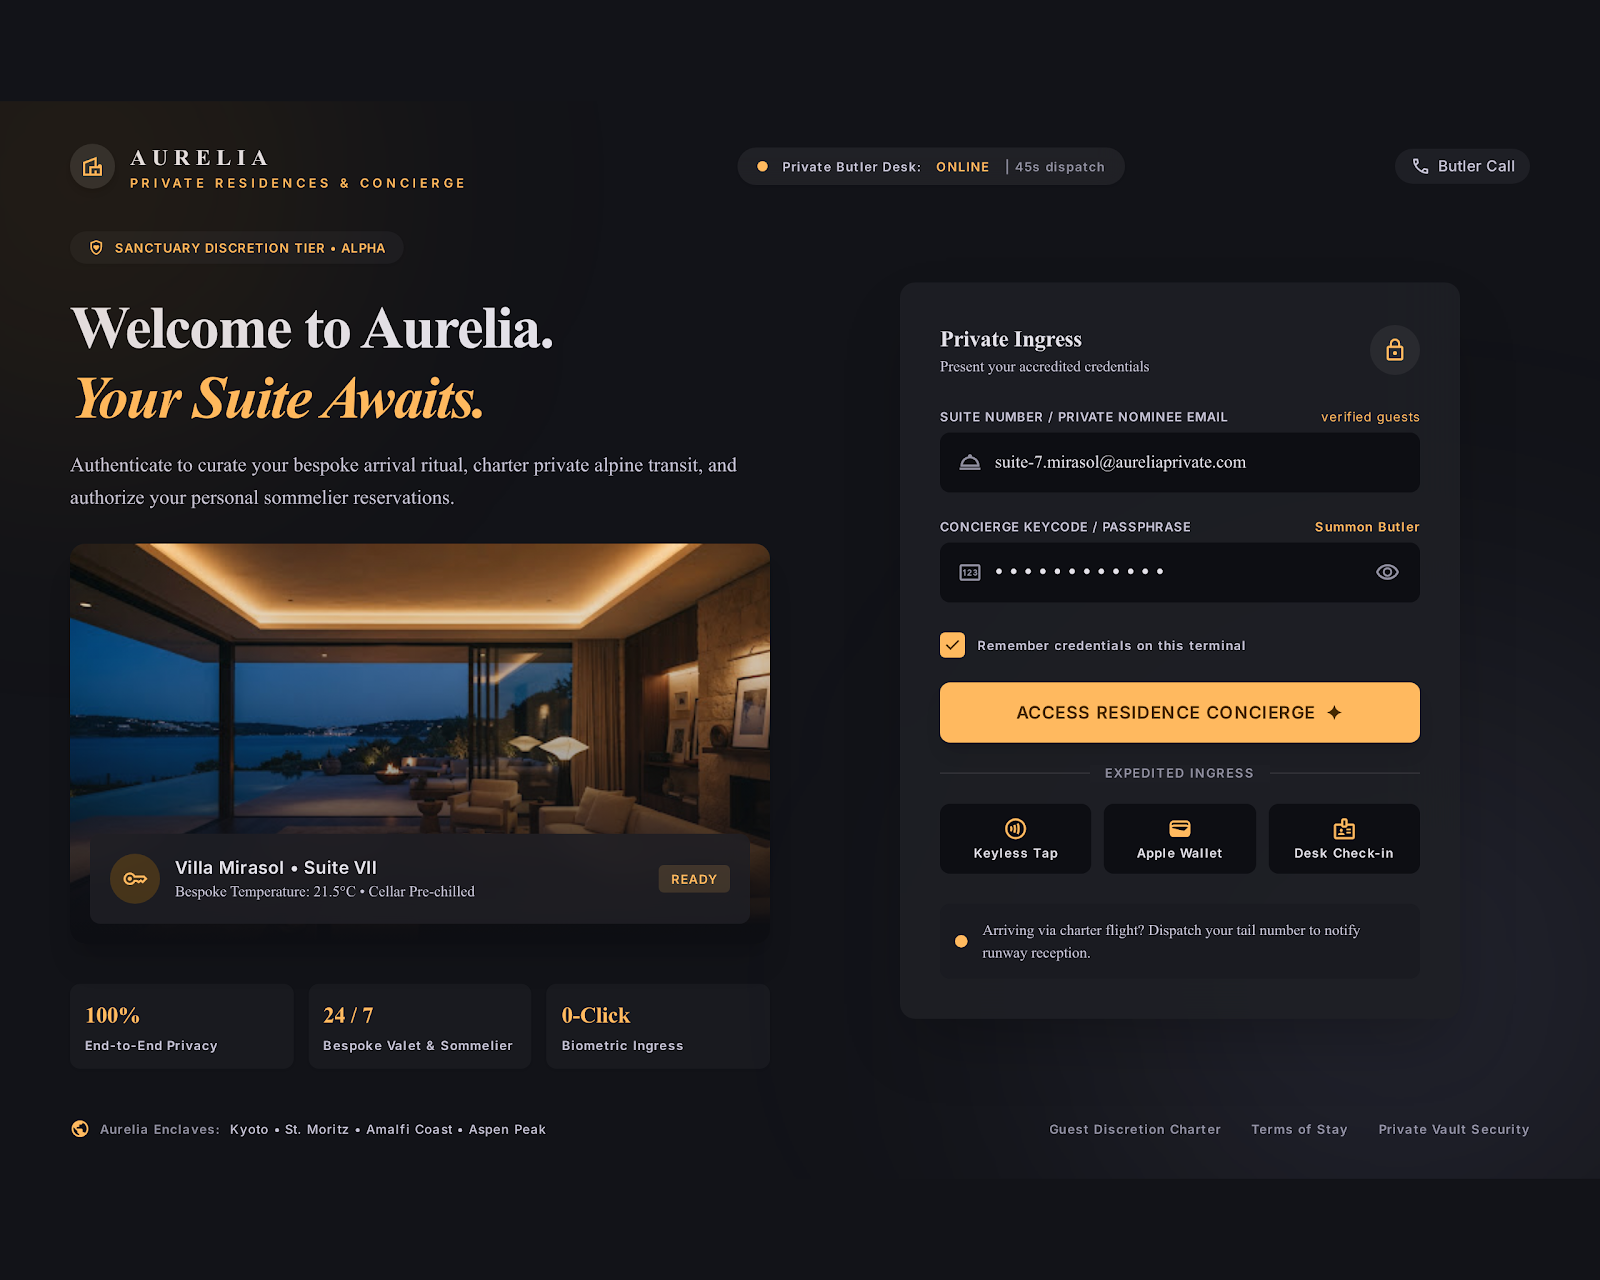 AURELIA
PRIVATE RESIDENCES & CONCIERGE
Private Butler Desk: ONLINE | 45s dispatch
Butler Call
SANCTUARY DISCRETION TIER • ALPHA
Welcome to Aurelia.
Your Suite Awaits.
Authenticate to curate your bespoke arrival ritual, charter private alpine transit, and
authorize your personal sommelier reservations.
Villa Mirasol • Suite VII
Bespoke Temperature: 21.5°C • Cellar Pre-chilled
READY
100%
End-to-End Privacy
24 / 7
Bespoke Valet & Sommelier
0-Click
Biometric Ingress
Private Ingress
Present your accredited credentials
SUITE NUMBER / PRIVATE NOMINEE EMAIL
verified guests
suite-7.mirasol@aureliaprivate.com
CONCIERGE KEYCODE / PASSPHRASE
Summon Butler
123
••••••••••••
Remember credentials on this terminal
ACCESS RESIDENCE CONCIERGE ✦
EXPEDITED INGRESS
Keyless Tap
Apple Wallet
Desk Check-in
Arriving via charter flight? Dispatch your tail number to notify
runway reception.
Aurelia Enclaves: Kyoto • St. Moritz • Amalfi Coast • Aspen Peak
Guest Discretion Charter
Terms of Stay
Private Vault Security